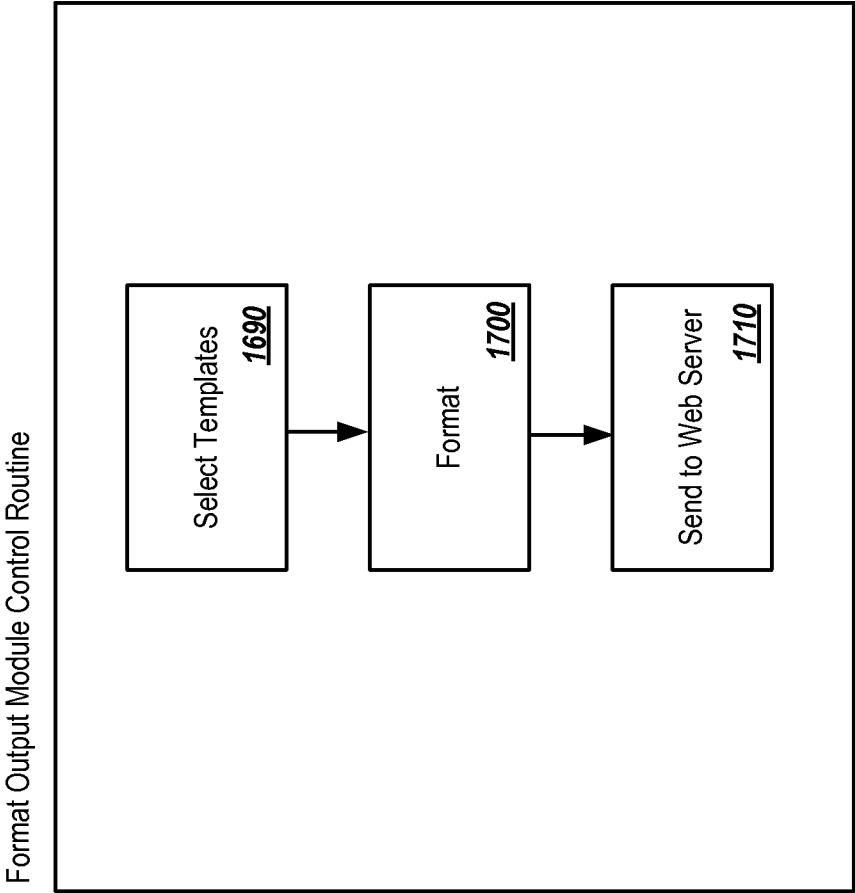 Format Output Module Control Routine
Select Templates
1690
Format
1700
Send to Web Server
1710